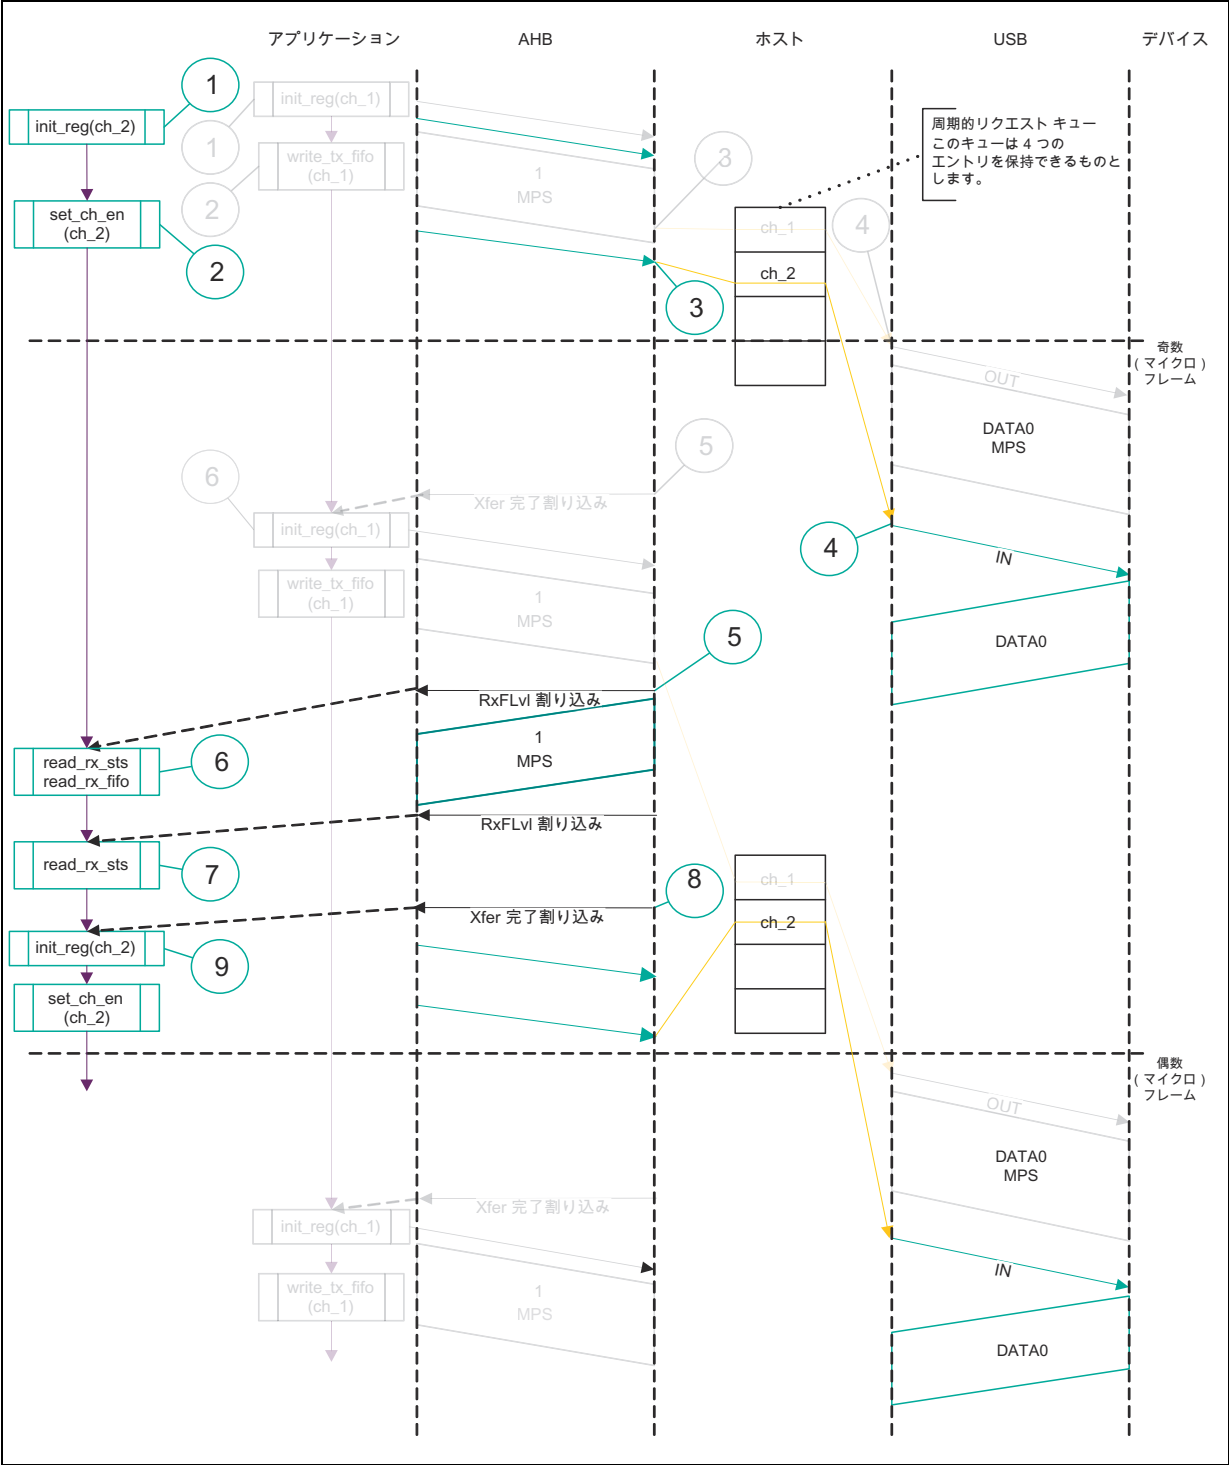 アプリケーション
AHB
ホスト
USB
デバイス
1
init_reg(ch_1)
init_reg(ch_2)
1
write_tx_fifo
(ch_1)
2
1
MPS
3
周期的リクエスト キュー
このキューは 4 つの
エントリを保持できるものと
します。
set_ch_en
(ch_2)
2
ch_1
4
ch_2
3
奇数
( マイクロ )
フレーム
OUT
DATA0
MPS
5
6
Xfer 完了割り込み
init_reg(ch_1)
4
IN
write_tx_fifo
(ch_1)
1
MPS
5
DATA0
RxFLvl 割り込み
1
MPS
read_rx_sts
read_rx_fifo
6
RxFLvl 割り込み
read_rx_sts
7
8
ch_1
Xfer 完了割り込み
ch_2
init_reg(ch_2)
9
set_ch_en
(ch_2)
偶数
( マイクロ )
フレーム
OUT
DATA0
MPS
Xfer 完了割り込み
init_reg(ch_1)
IN
write_tx_fifo
(ch_1)
1
MPS
DATA0